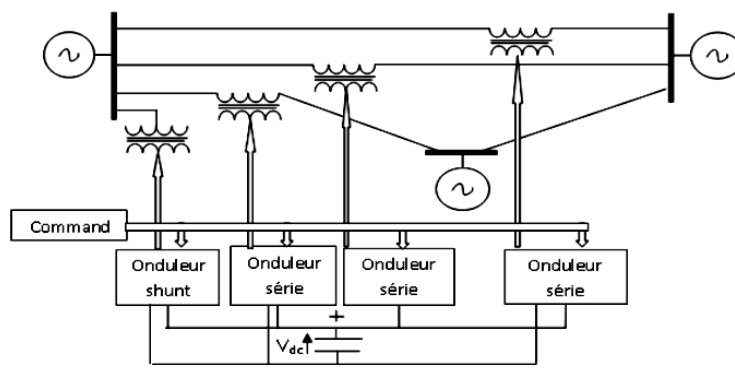 Command
Onduleur
shunt
Onduleur
série
Onduleur
série
Onduleur
série
+
Vdc